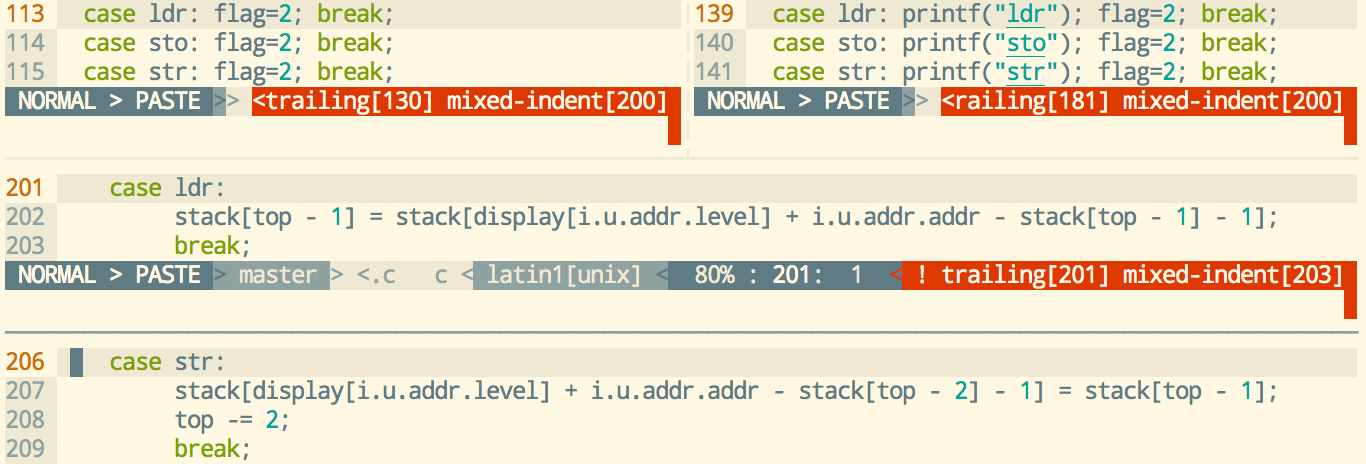 113   case ldr: flag=2; break;
114   case sto: flag=2; break;
115   case str: flag=2; break;
NORMAL > PASTE >> <trailing[130] mixed-indent[200]
139   case ldr: printf("ldr"); flag=2; break;
140   case sto: printf("sto"); flag=2; break;
141   case str: printf("str"); flag=2; break;
NORMAL > PASTE >> <railing[181] mixed-indent[200]
201     case ldr:
202          stack[top - 1] = stack[display[i.u.addr.level] + i.u.addr.addr - stack[top - 1] - 1];
203          break;
NORMAL > PASTE > master > <.c   c < latin1[unix] <  80% : 201:  1  < ! trailing[201] mixed-indent[203]
206     case str:
207          stack[display[i.u.addr.level] + i.u.addr.addr - stack[top - 2] - 1] = stack[top - 1];
208          top -= 2;
209          break;